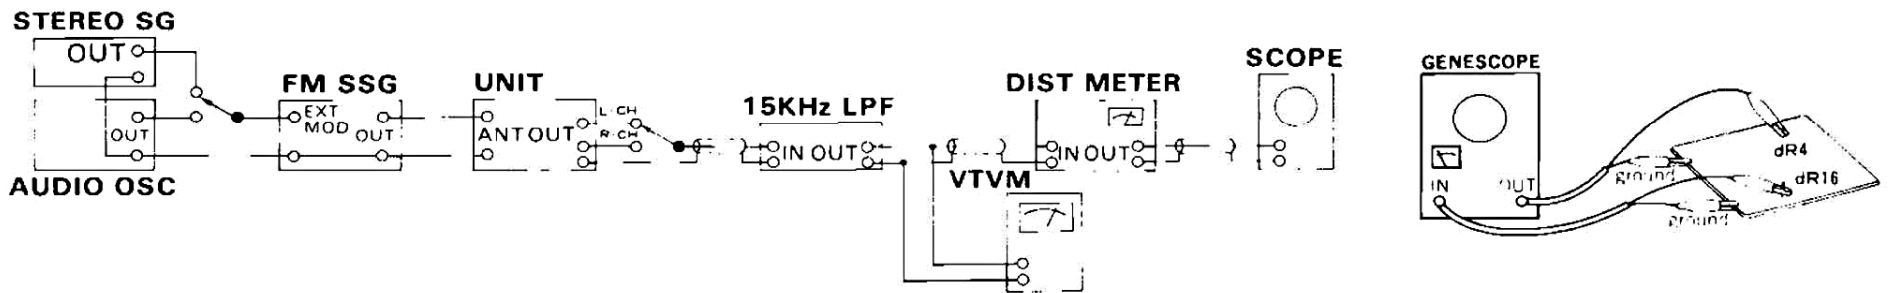 STEREO SG
OUT
OUT
AUDIO OSC
FM SSG
EXT
MOD
OUT
UNIT
ANT OUT
L·CH
R·CH
15KHz LPF
IN OUT
DIST METER
IN OUT
VTVM
SCOPE
GENESCOPE
IN
OUT
dR4
ground
dR16
ground